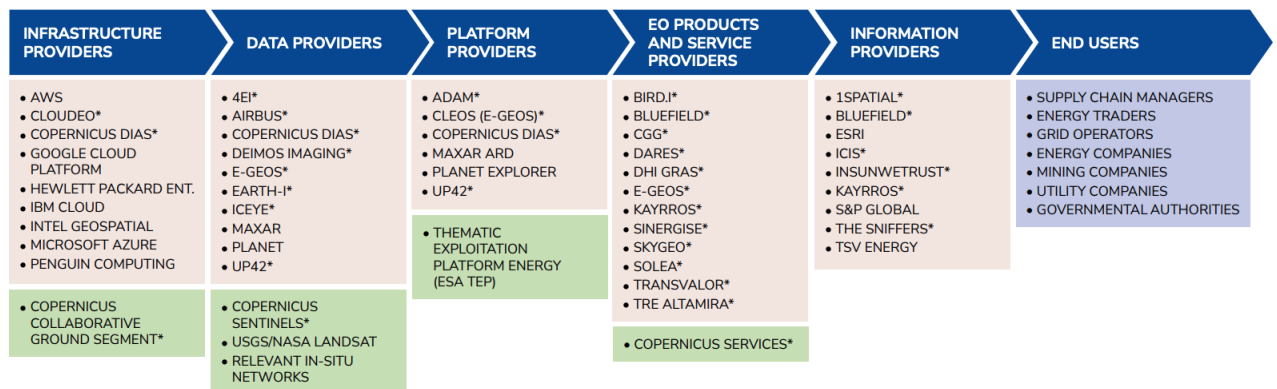 INFRASTRUCTURE
PROVIDERS
• AWS
• CLOUDEO*
• COPERNICUS DIAS*
• GOOGLE CLOUD
PLATFORM
• HEWLETT PACKARD ENT.
• IBM CLOUD
• INTEL GEOSPATIAL
• MICROSOFT AZURE
• PENGUIN COMPUTING
• COPERNICUS
COLLABORATIVE
GROUND SEGMENT*
DATA PROVIDERS
• 4EI*
• AIRBUS*
• COPERNICUS DIAS*
• DEIMOS IMAGING*
• E-GEOS*
• EARTH-I*
• ICEYE*
• MAXAR
• PLANET
• UP42*
• COPERNICUS
SENTINELS*
• USGS/NASA LANDSAT
• RELEVANT IN-SITU
NETWORKS
PLATFORM
PROVIDERS
• ADAM*
• CLEOS (E-GEOS)*
• COPERNICUS DIAS*
• MAXAR ARD
• PLANET EXPLORER
• UP42*
• THEMATIC
EXPLOITATION
PLATFORM ENERGY
(ESA TEP)
EO PRODUCTS
AND SERVICE
PROVIDERS
• BIRD.I*
• BLUEFIELD*
• CGG*
• DARES*
• DHI GRAS*
• E-GEOS*
• KAYRROS*
• SINERGISE*
• SKYGEO*
• SOLEA*
• TRANSVALOR*
• TRE ALTAMIRA*
• COPERNICUS SERVICES*
INFORMATION
PROVIDERS
• 1SPATIAL*
• BLUEFIELD*
• ESRI
• ICIS*
• INSUNWETRUST*
• KAYRROS*
• S&P GLOBAL
• THE SNIFFERS*
• TSV ENERGY
END USERS
• SUPPLY CHAIN MANAGERS
• ENERGY TRADERS
• GRID OPERATORS
• ENERGY COMPANIES
• MINING COMPANIES
• UTILITY COMPANIES
• GOVERNMENTAL AUTHORITIES